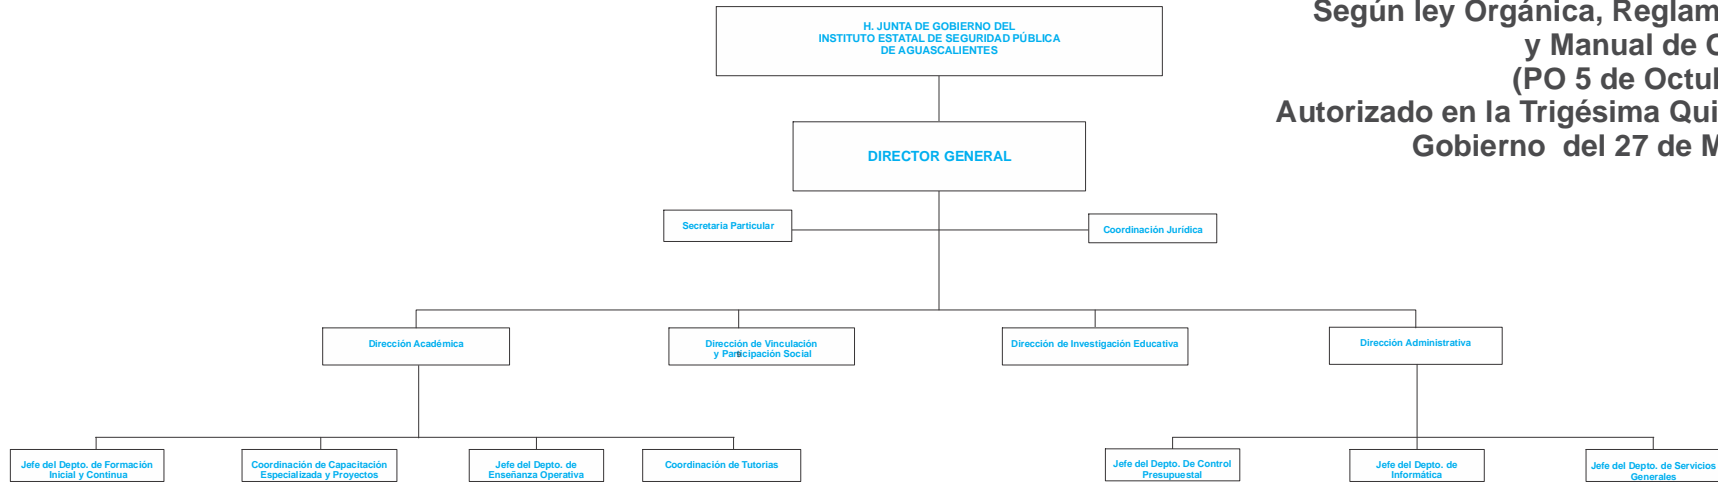 Según ley Orgánica,
y Manual de
(PO 5 de
Autorizado en la Trigésima
Gobierno del 27 de
H. JUNTA DE GOBIERNO DEL
INSTITUTO ESTATAL DE SEGURIDAD PÚBLICA
DE AGUASCALIENTES
DIRECTOR GENERAL
Secretaria Particular
Coordinación Jurídica
Dirección Académica
Dirección de Vinculación
y Participación Social
Dirección de Investigación Educativa
Dirección Administrativa
Jefe del Depto. de Formación
Inicial y Continua
Coordinación de Capacitación
Especializada y Proyectos
Jefe del Depto. de
Enseñanza Operativa
Coordinación de Tutorias
Jefe del Depto. De Control
Presupuestal
Jefe del Depto. de
Informática
Jefe del Depto. de Servicios
Generales